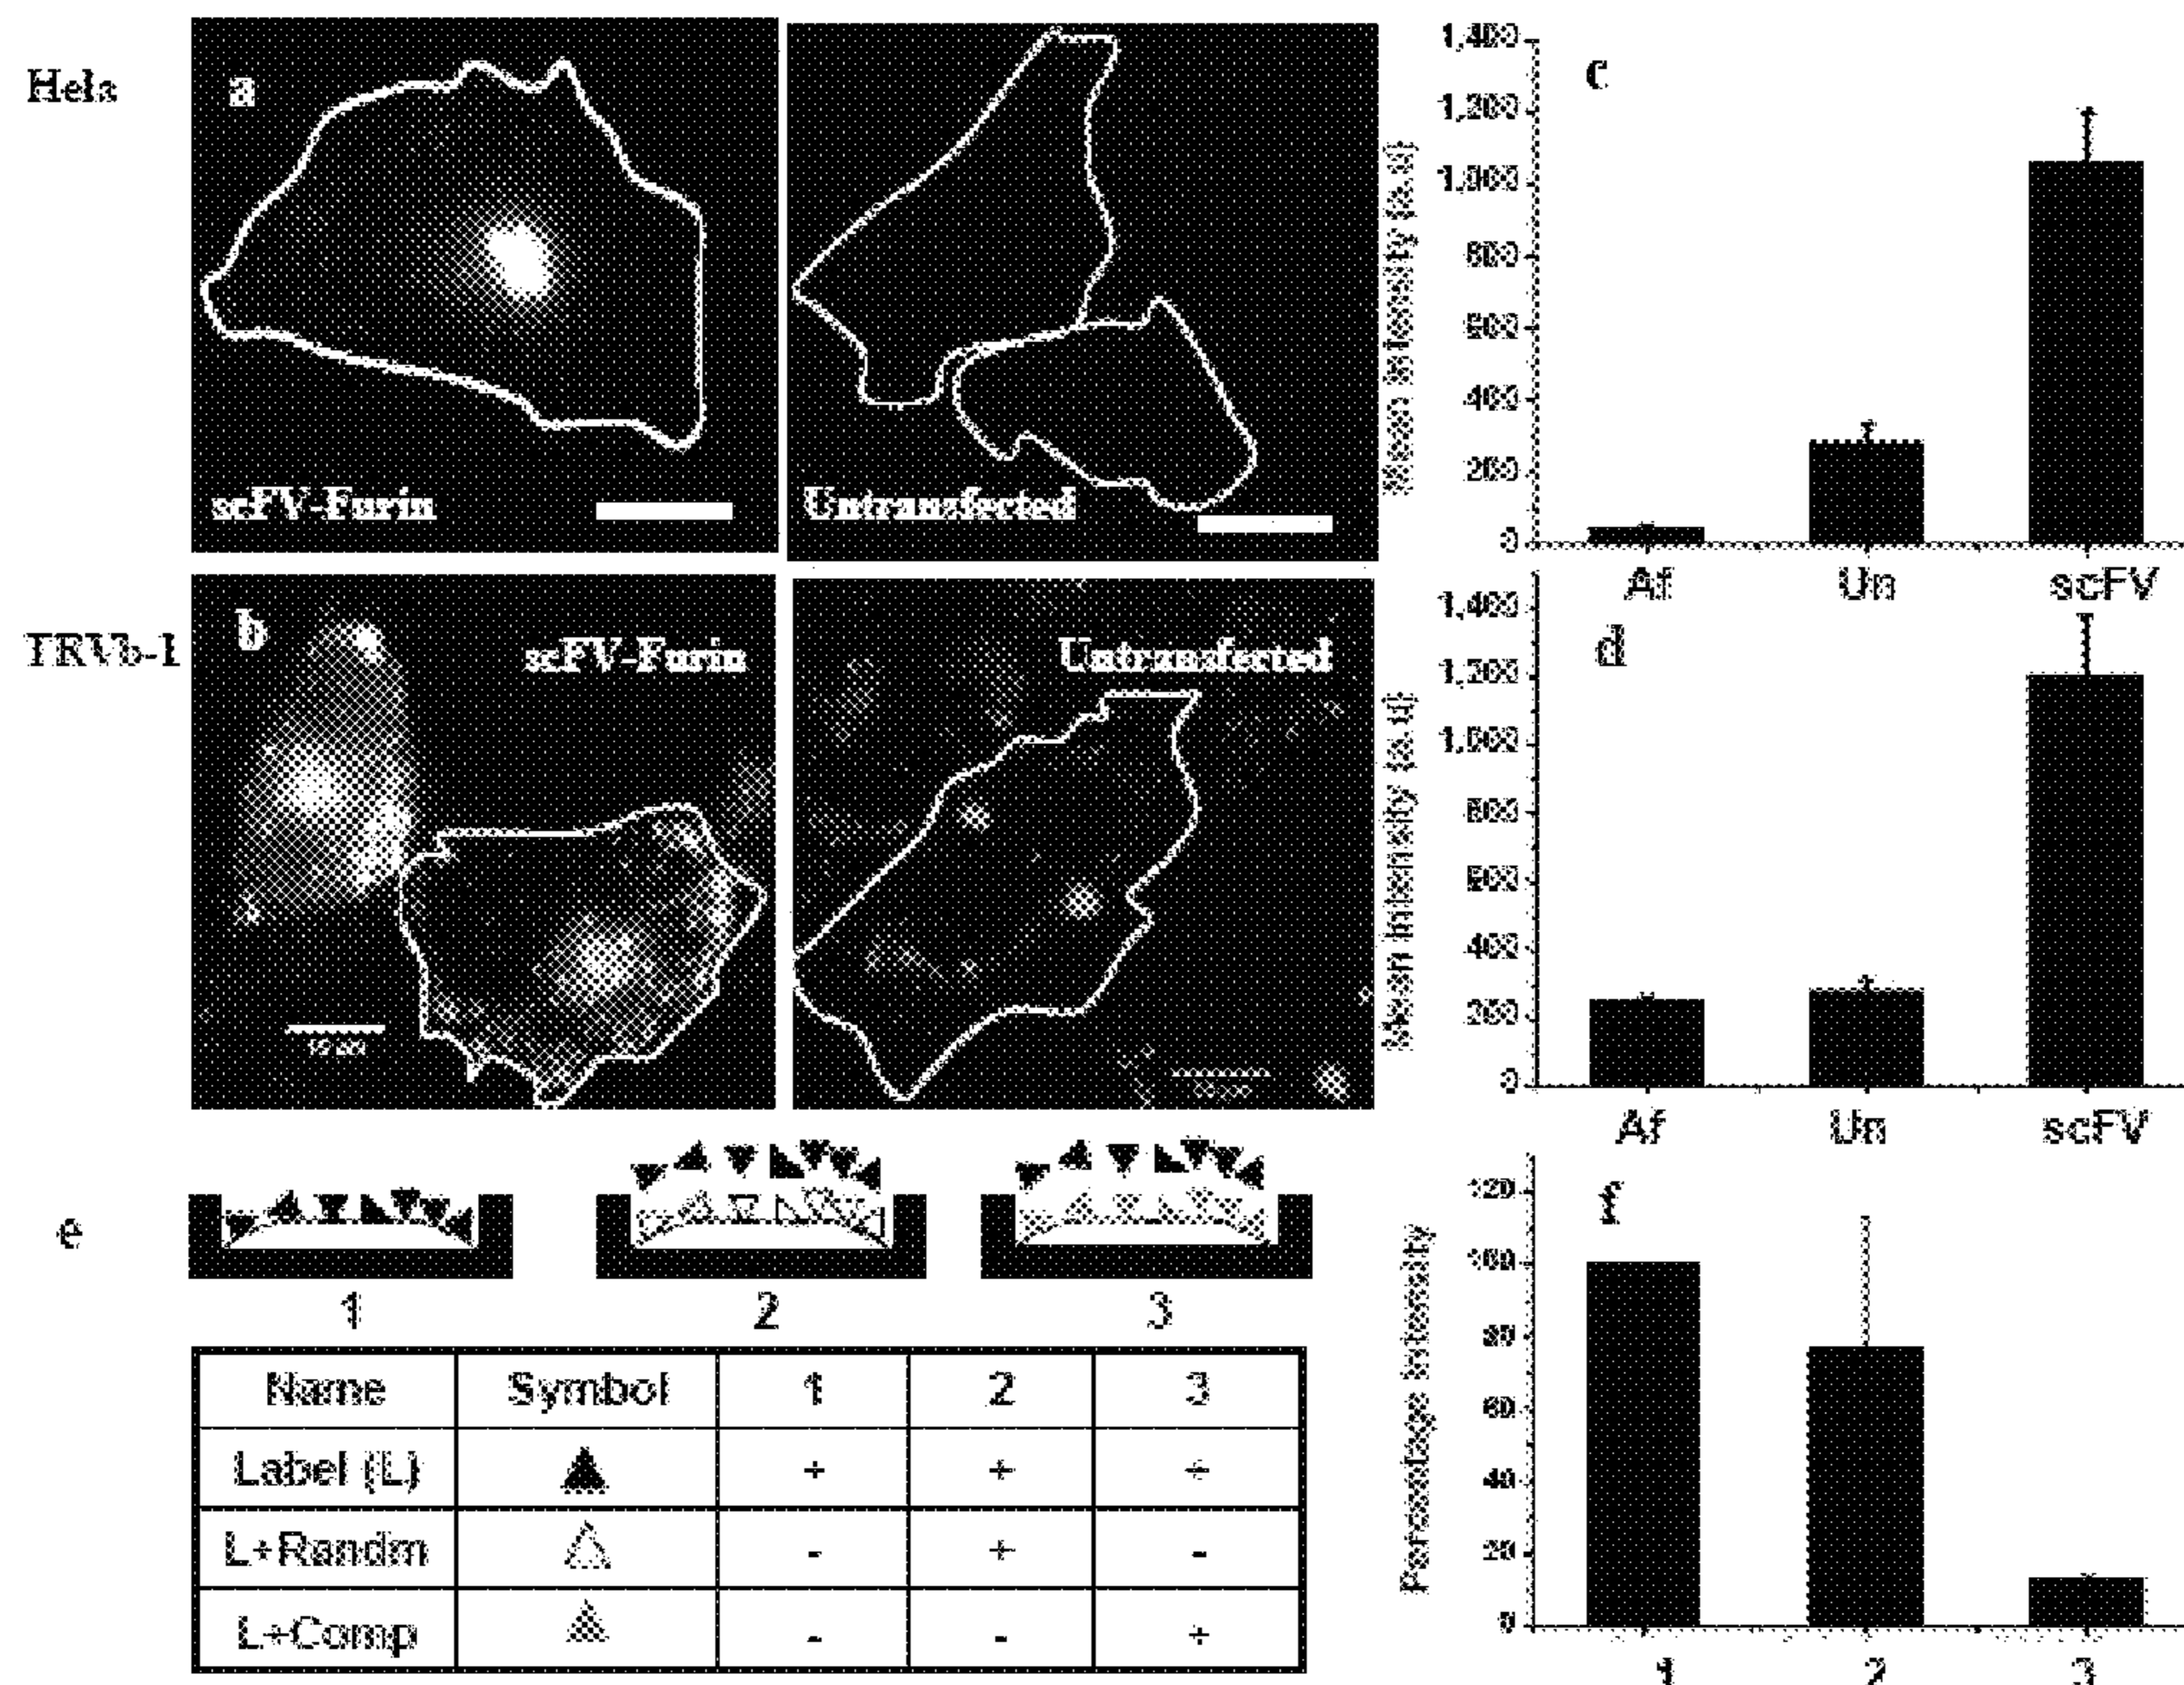 Hela
a
scFV-Furin
Untransfected
c
Mean Intensity (a.u)
1,400
1,200
1,000
800
600
400
200
0
Af Un scFV
TRVb-1
b
scFV-Furin
Untransfected
d
Mean Intensity (a.u)
1,400
1,200
1,000
800
600
400
200
0
Af Un scFV
e
1 2 3
Name Symbol 1 2 3
Label (L) + + +
L+Randm - + -
L+Comp - - +
f
Percentage Intensity
120
100
80
60
40
20
0
1 2 3